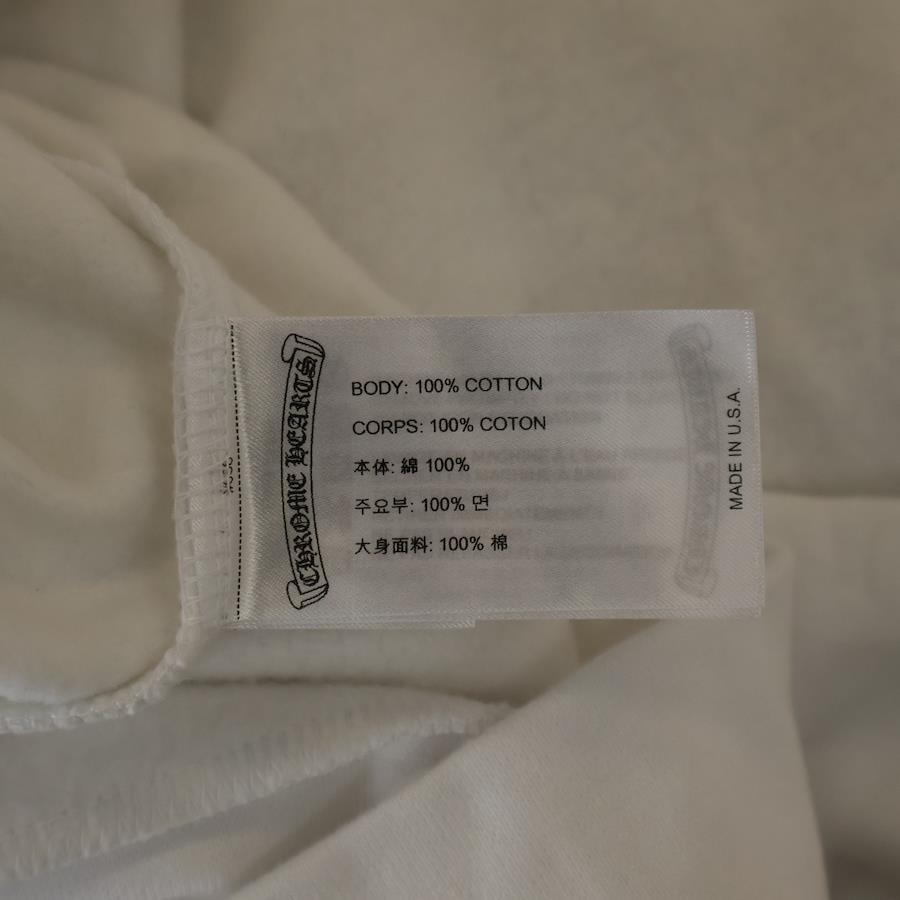 CHROME HEARTS
BODY: 100% COTTON
CORPS: 100% COTON
本体: 綿 100%
주요부: 100% 면
大身面料: 100% 棉
MADE IN U.S.A.